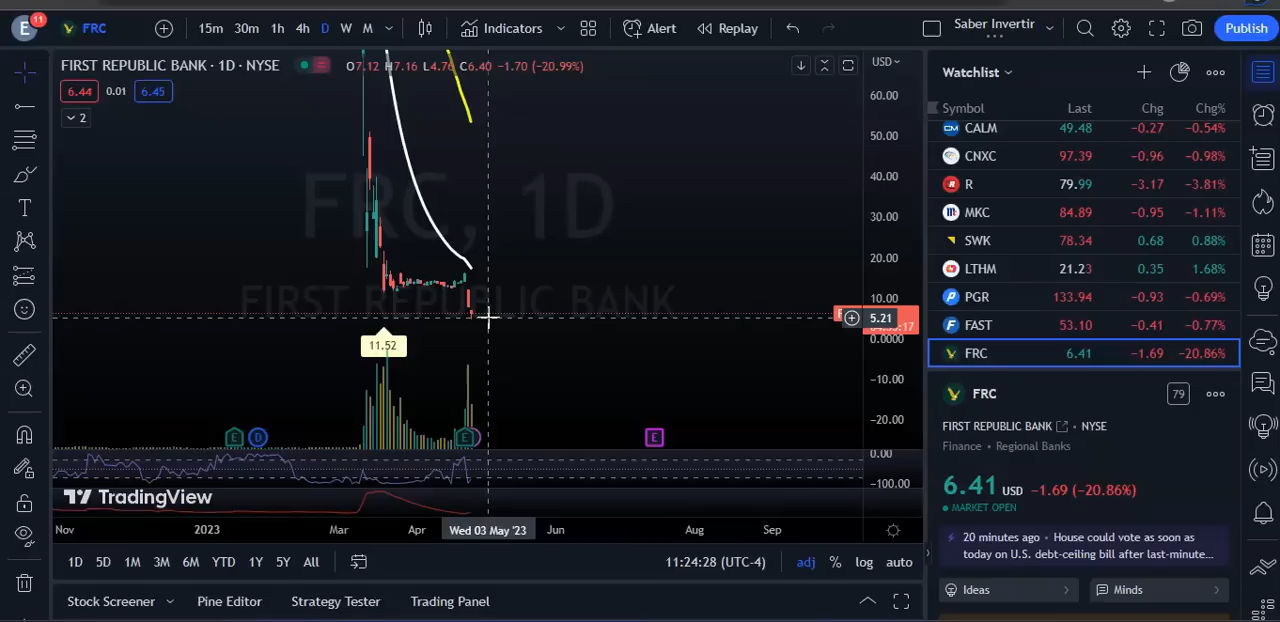 E
11
FRC
15m 30m 1h 4h D W M
Indicators
Alert
Replay
Saber Invertir
Publish
FIRST REPUBLIC BANK · 1D · NYSE
O7.12 H7.16 L4.76 C6.40 −1.70 (−20.99%)
6.44
0.01
6.45
2
FRC, 1D
FIRST REPUBLIC BANK
USD
60.00
50.00
40.00
30.00
20.00
10.00
5.21
0.0000
−10.00
−20.00
0.00
−100.00
11.52
E
D
E
E
TradingView
Nov
2023
Mar
Apr
Wed 03 May '23
Jun
Aug
Sep
1D 5D 1M 3M 6M YTD 1Y 5Y All
11:24:28 (UTC-4)
adj
%
log
auto
Stock Screener
Pine Editor
Strategy Tester
Trading Panel
Watchlist
Symbol Last Chg Chg%
CALM 49.48 −0.27 −0.54%
CNXC 97.39 −0.96 −0.98%
R 79.99 −3.17 −3.81%
MKC 84.89 −0.95 −1.11%
SWK 78.34 0.68 0.88%
LTHM 21.23 0.35 1.68%
PGR 133.94 −0.93 −0.69%
FAST 53.10 −0.41 −0.77%
FRC 6.41 −1.69 −20.86%
FRC
79
FIRST REPUBLIC BANK · NYSE
Finance · Regional Banks
6.41 USD −1.69 (−20.86%)
MARKET OPEN
20 minutes ago · House could vote as soon as
today on U.S. debt-ceiling bill after last-minute...
Ideas
Minds